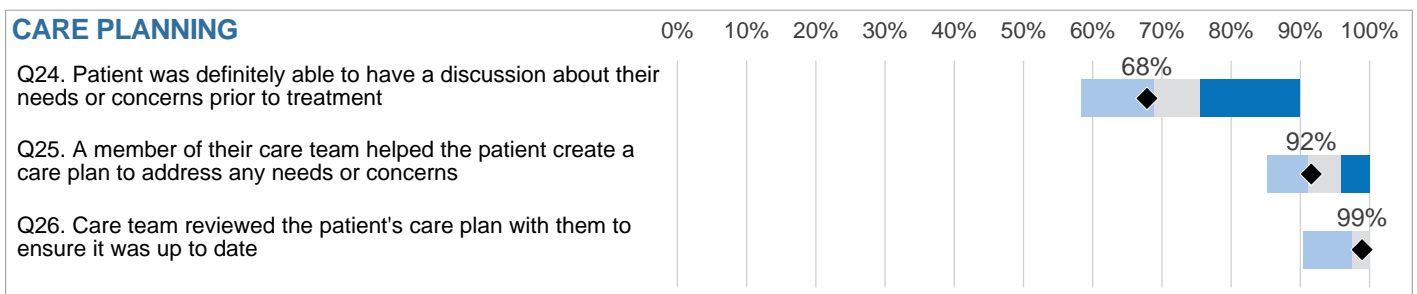 CARE PLANNING 0% 10% 20% 30% 40% 50% 60% 70% 80% 90% 100%
Q24. Patient was definitely able to have a discussion about their
needs or concerns prior to treatment
68%
Q25. A member of their care team helped the patient create a
care plan to address any needs or concerns
92%
Q26. Care team reviewed the patient's care plan with them to
ensure it was up to date
99%